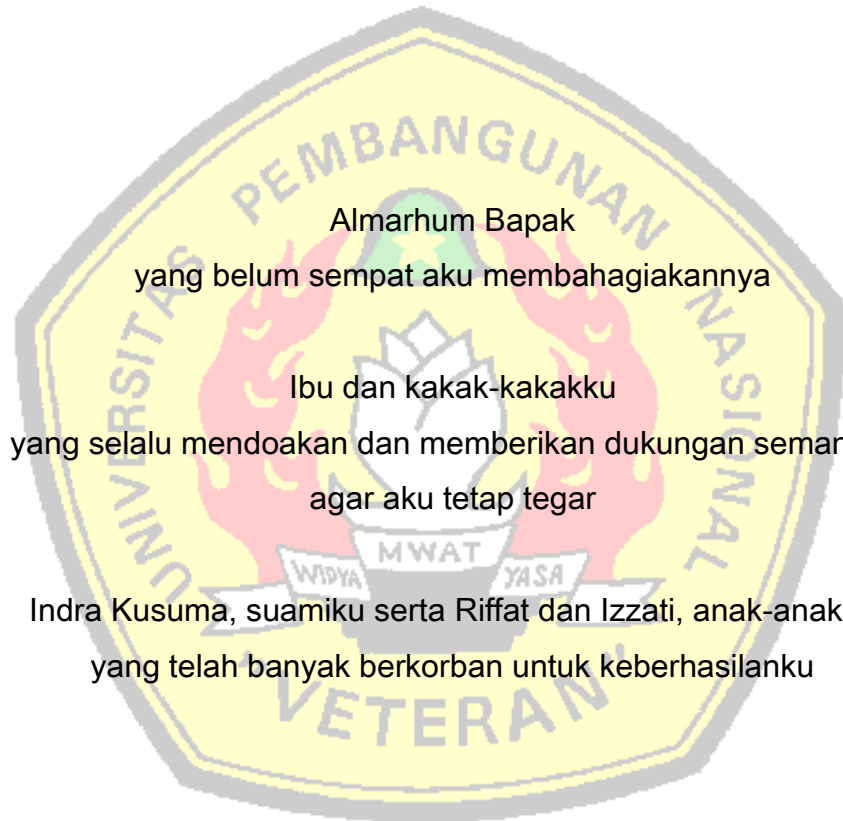 UNIVERSITAS PEMBANGUNAN NASIONAL
Almarhum Bapak
yang belum sempat aku membahagiakannya
Ibu dan kakak-kakakku
yang selalu mendoakan dan memberikan dukungan
agar aku tetap tegar
WIDYA MWAT YASA
Indra Kusuma, suamiku serta Riffat dan Izzati, anak-anak
yang telah banyak berkorban untuk keberhasilanku
"VETERAN"